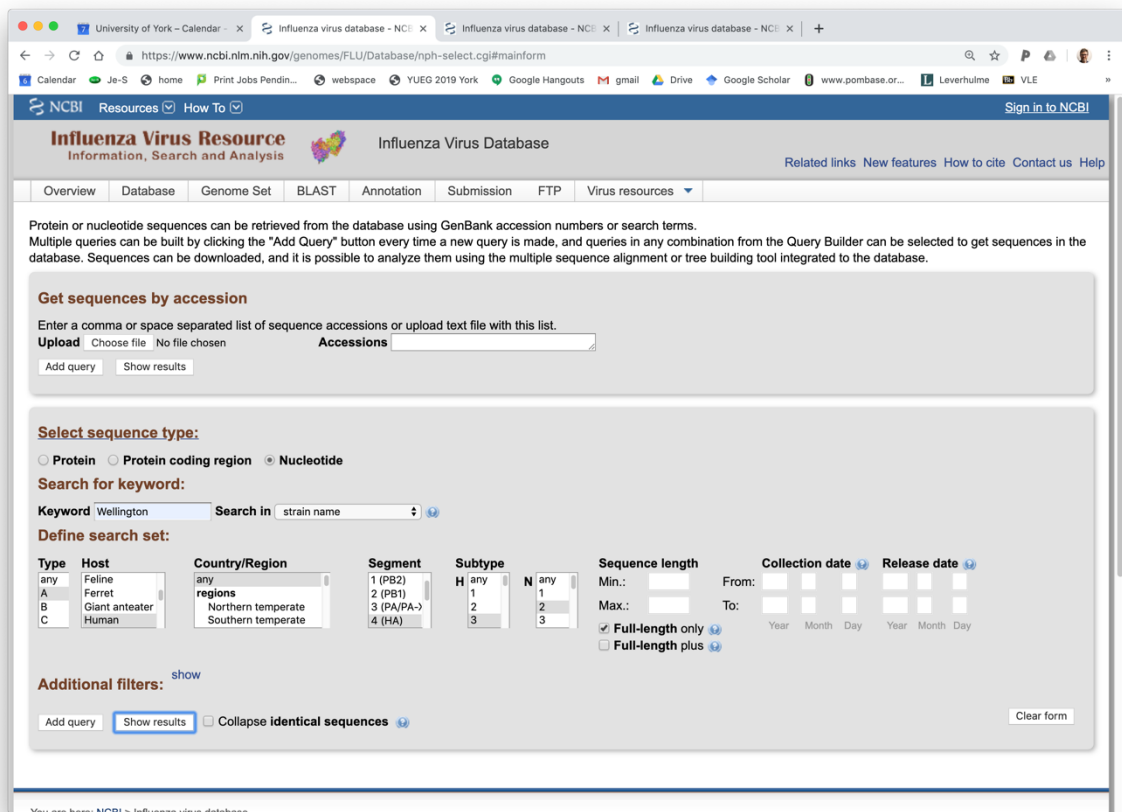 University of York – Calendar -
Influenza virus database - NCB
Influenza virus database - NCB
Influenza virus database - NCB
https://www.ncbi.nlm.nih.gov/genomes/FLU/Database/nph-select.cgi#mainform
Calendar Je-S home Print Jobs Pendin... webspace YUEG 2019 York Google Hangouts gmail Drive Google Scholar www.pombase.or... Leverhulme VLE »
NCBI Resources How To Sign in to NCBI
Influenza Virus Resource
Information, Search and Analysis
Influenza Virus Database
Related links New features How to cite Contact us Help
Overview Database Genome Set BLAST Annotation Submission FTP Virus resources
Protein or nucleotide sequences can be retrieved from the database using GenBank accession numbers or search terms.
Multiple queries can be built by clicking the "Add Query" button every time a new query is made, and queries in any combination from the Query Builder can be selected to get sequences in the
database. Sequences can be downloaded, and it is possible to analyze them using the multiple sequence alignment or tree building tool integrated to the database.
Get sequences by accession
Enter a comma or space separated list of sequence accessions or upload text file with this list.
Upload Choose file No file chosen Accessions
Add query Show results
Select sequence type:
Protein Protein coding region Nucleotide
Search for keyword:
Keyword Wellington Search in strain name
Define search set:
Type Host Country/Region Segment Subtype Sequence length Collection date Release date
any Feline any 1 (PB2) H any N any Min.: From:
A Ferret regions 2 (PB1) 1 1
B Giant anteater Northern temperate 3 (PA/PA-X) 2 2 Max.: To:
C Human Southern temperate 4 (HA) 3 3
Year Month Day Year Month Day
Full-length only
Full-length plus
Additional filters: show
Add query Show results Collapse identical sequences Clear form
You are here: NCBI > Influenza virus database